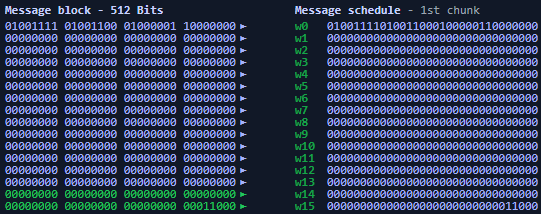 Message block - 512 Bits Message schedule - 1st chunk
01001111 01001100 01000001 10000000 ► w0 01001111010011000100000110000000
00000000 00000000 00000000 00000000 ► w1 00000000000000000000000000000000
00000000 00000000 00000000 00000000 ► w2 00000000000000000000000000000000
00000000 00000000 00000000 00000000 ► w3 00000000000000000000000000000000
00000000 00000000 00000000 00000000 ► w4 00000000000000000000000000000000
00000000 00000000 00000000 00000000 ► w5 00000000000000000000000000000000
00000000 00000000 00000000 00000000 ► w6 00000000000000000000000000000000
00000000 00000000 00000000 00000000 ► w7 00000000000000000000000000000000
00000000 00000000 00000000 00000000 ► w8 00000000000000000000000000000000
00000000 00000000 00000000 00000000 ► w9 00000000000000000000000000000000
00000000 00000000 00000000 00000000 ► w10 00000000000000000000000000000000
00000000 00000000 00000000 00000000 ► w11 00000000000000000000000000000000
00000000 00000000 00000000 00000000 ► w12 00000000000000000000000000000000
00000000 00000000 00000000 00000000 ► w13 00000000000000000000000000000000
00000000 00000000 00000000 00000000 ► w14 00000000000000000000000000000000
00000000 00000000 00000000 00011000 ► w15 00000000000000000000000000011000